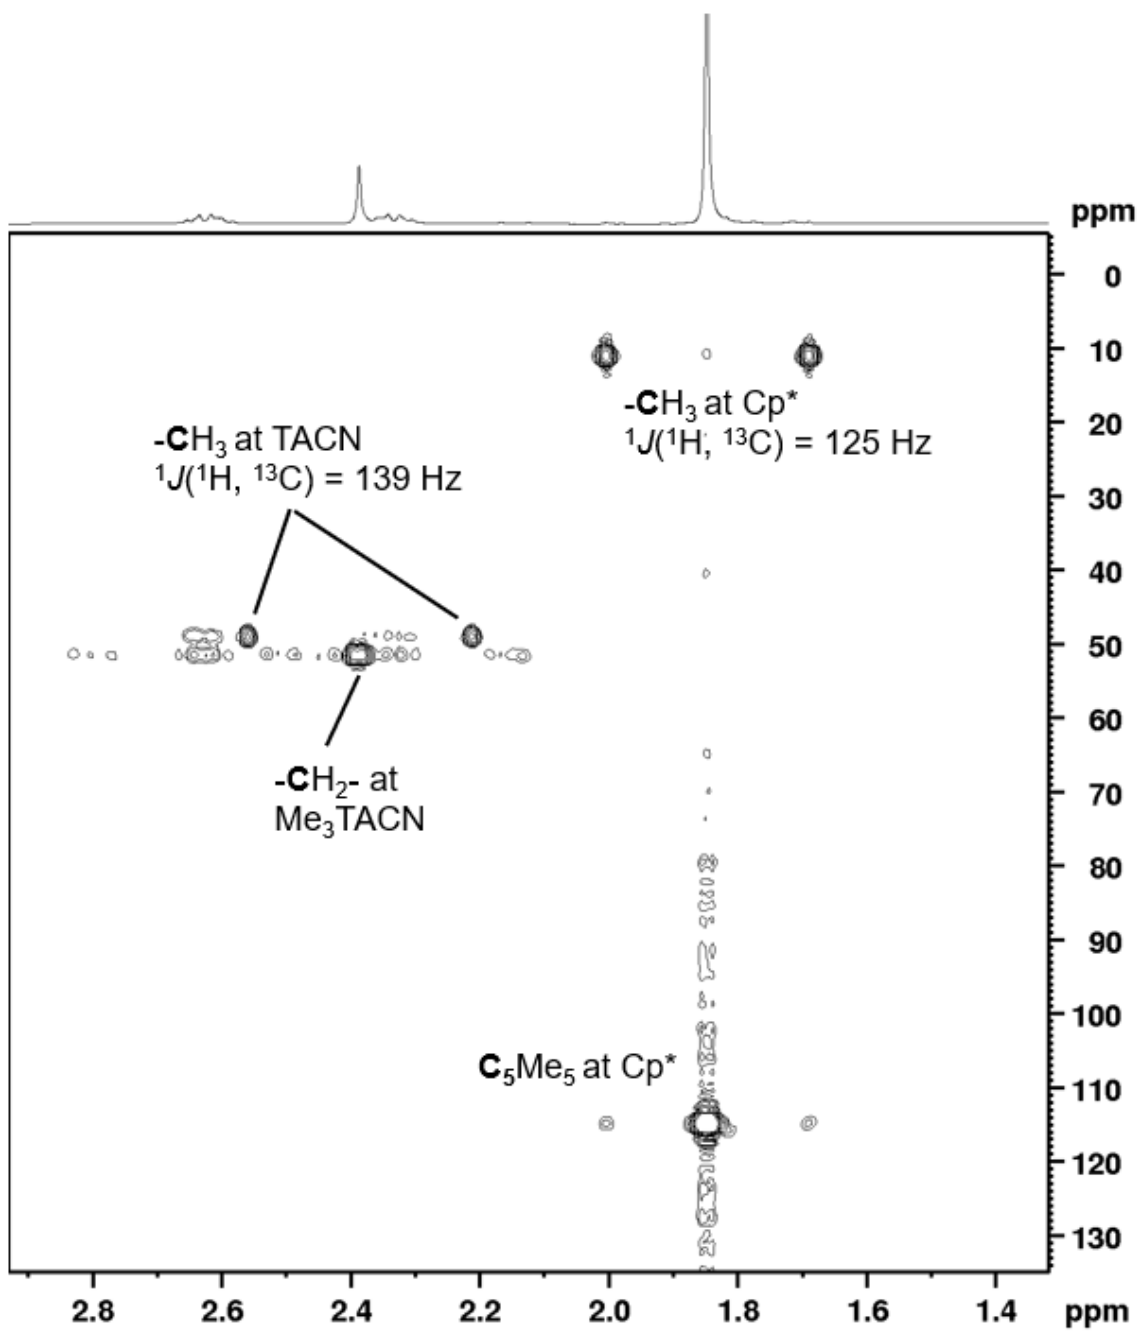 ppm
0
10
-CH₃ at Cp*
¹J(¹H, ¹³C) = 125 Hz
20
-CH₃ at TACN
¹J(¹H, ¹³C) = 139 Hz
30
40
50
60
-CH₂- at
Me₃TACN
70
80
90
100
C₅Me₅ at Cp*
110
120
130
2.8 2.6 2.4 2.2 2.0 1.8 1.6 1.4 ppm